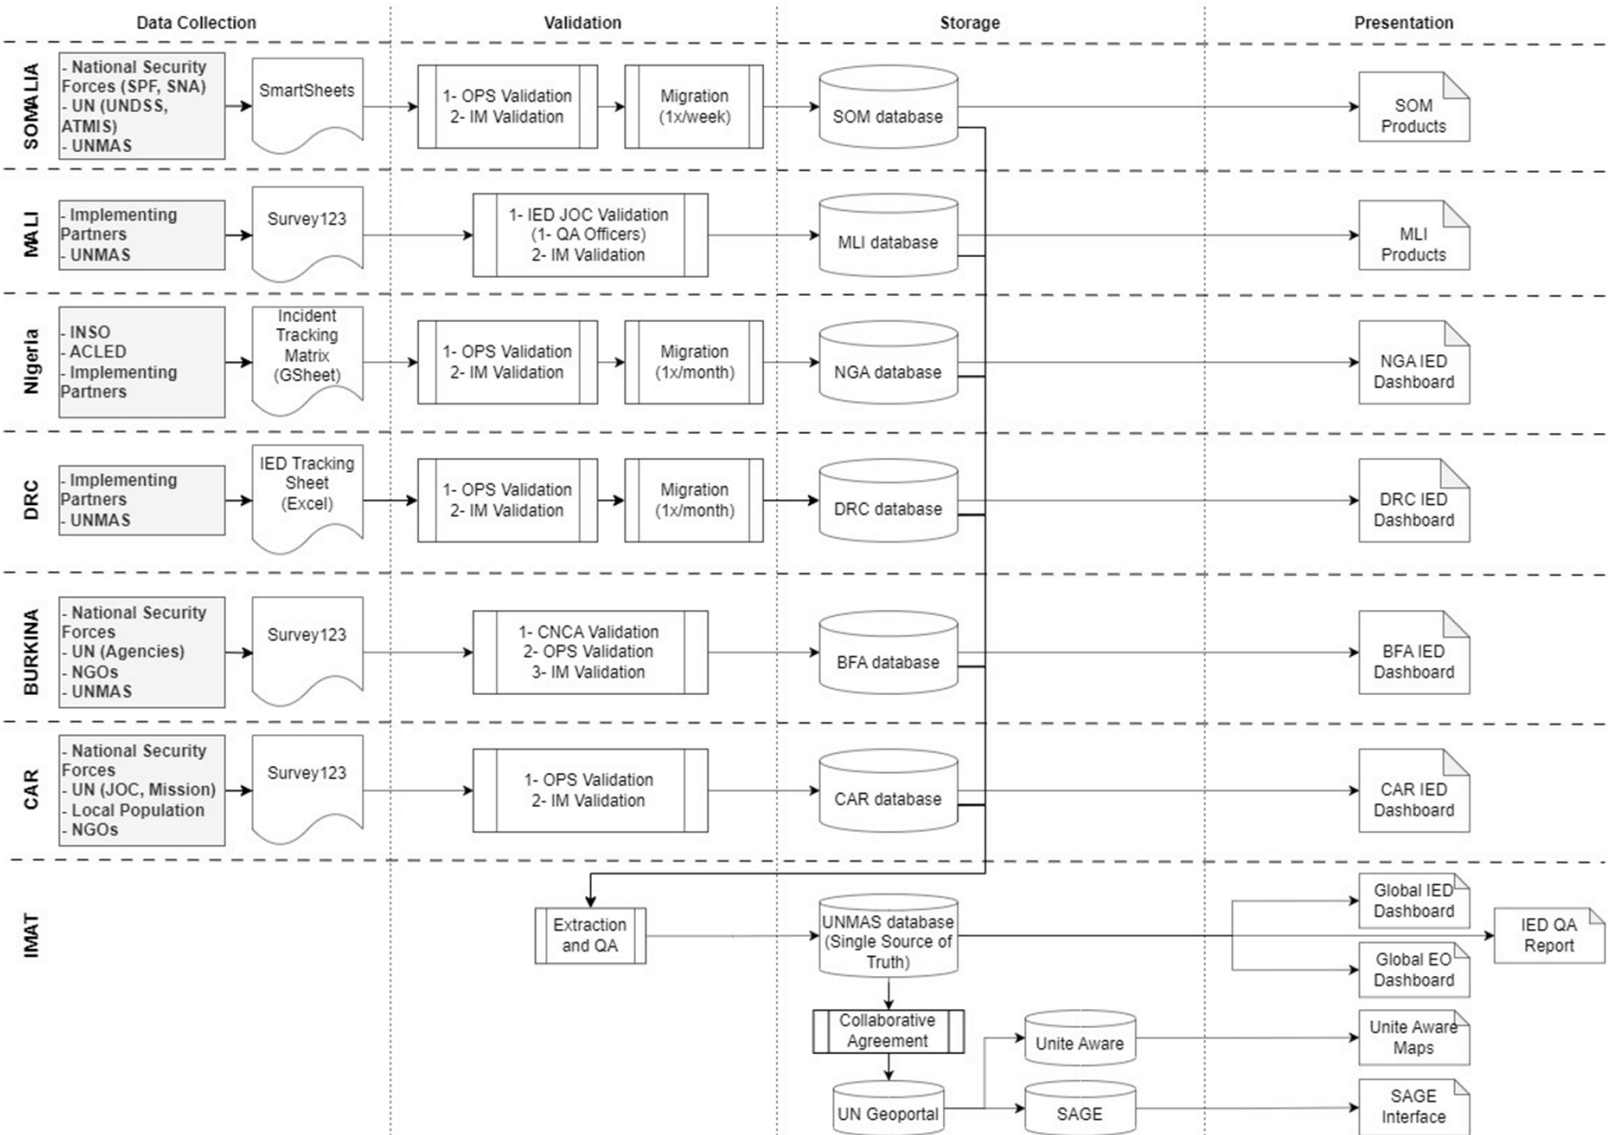 Data Collection
Validation
Storage
Presentation
SOMALIA
- National Security
Forces (SPF, SNA)
- UN (UNDSS,
ATMIS)
- UNMAS
SmartSheets
1- OPS Validation
2- IM Validation
Migration
(1x/week)
SOM database
SOM
Products
MALI
- Implementing
Partners
- UNMAS
Survey123
1- IED JOC Validation
(1- QA Officers)
2- IM Validation
MLI database
MLI
Products
Nigeria
- INSO
- ACLED
- Implementing
Partners
Incident
Tracking
Matrix
(GSheet)
1- OPS Validation
2- IM Validation
Migration
(1x/month)
NGA database
NGA IED
Dashboard
DRC
- Implementing
Partners
- UNMAS
IED Tracking
Sheet
(Excel)
1- OPS Validation
2- IM Validation
Migration
(1x/month)
DRC database
DRC IED
Dashboard
BURKINA
- National Security
Forces
- UN (Agencies)
- NGOs
- UNMAS
Survey123
1- CNCA Validation
2- OPS Validation
3- IM Validation
BFA database
BFA IED
Dashboard
CAR
- National Security
Forces
- UN (JOC, Mission)
- Local Population
- NGOs
Survey123
1- OPS Validation
2- IM Validation
CAR database
CAR IED
Dashboard
IMAT
Extraction
and QA
UNMAS database
(Single Source of
Truth)
Global IED
Dashboard
IED QA
Report
Global EO
Dashboard
Collaborative
Agreement
Unite Aware
Unite Aware
Maps
UN Geoportal
SAGE
SAGE
Interface